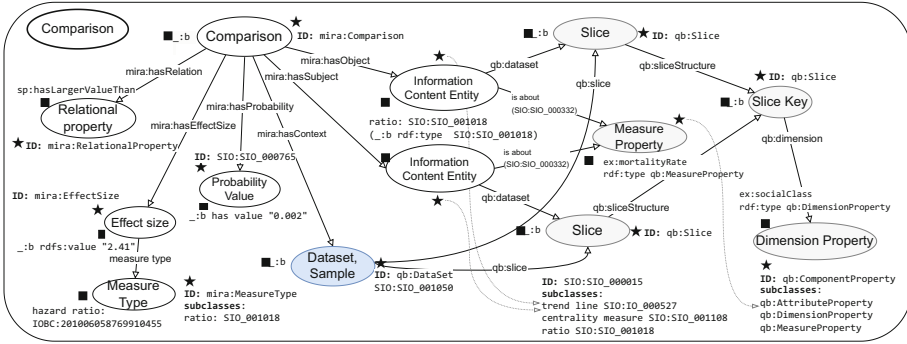 Comparison
_:b
Comparison
ID: mira:Comparison
mira:hasRelation
mira:hasProbability
mira:hasEffectSize
mira:hasContext
mira:hasSubject
mira:hasObject
sp:hasLargerValueThan
Relational
property
ID: mira:RelationalProperty
ID: SIO:SIO_000765
Probability
Value
_:b has value "0.002"
ID: mira:EffectSize
Effect size
_:b rdfs:value "2.41"
measure type
Measure
Type
ID: mira:MeasureType
subclasses:
ratio: SIO_001018
hazard ratio:
IOBC:201006058769910455
Information
Content Entity
ratio: SIO:SIO_001018
(_:b rdf:type SIO:SIO_001018)
Information
Content Entity
qb:dataset
is about
(SIO:SIO_000332)
is about
(SIO:SIO_000332)
qb:dataset
_:b
Slice
ID: qb:Slice
qb:slice
qb:sliceStructure
ID: qb:Slice
_:b
Slice Key
qb:dimension
Measure
Property
ex:mortalityRate
rdf:type qb:MeasureProperty
qb:sliceStructure
_:b
Slice
ID: qb:Slice
qb:slice
_:b
Dataset,
Sample
ID: qb:DataSet
SIO:SIO_001050
ID: SIO:SIO_000015
subclasses:
trend line SIO:IO_000527
centrality measure SIO:SIO_001108
ratio SIO:SIO_001018
ex:socialClass
rdf:type qb:DimensionProperty
Dimension Property
ID: qb:ComponentProperty
subclasses:
qb:AttributeProperty
qb:DimensionProperty
qb:MeasureProperty